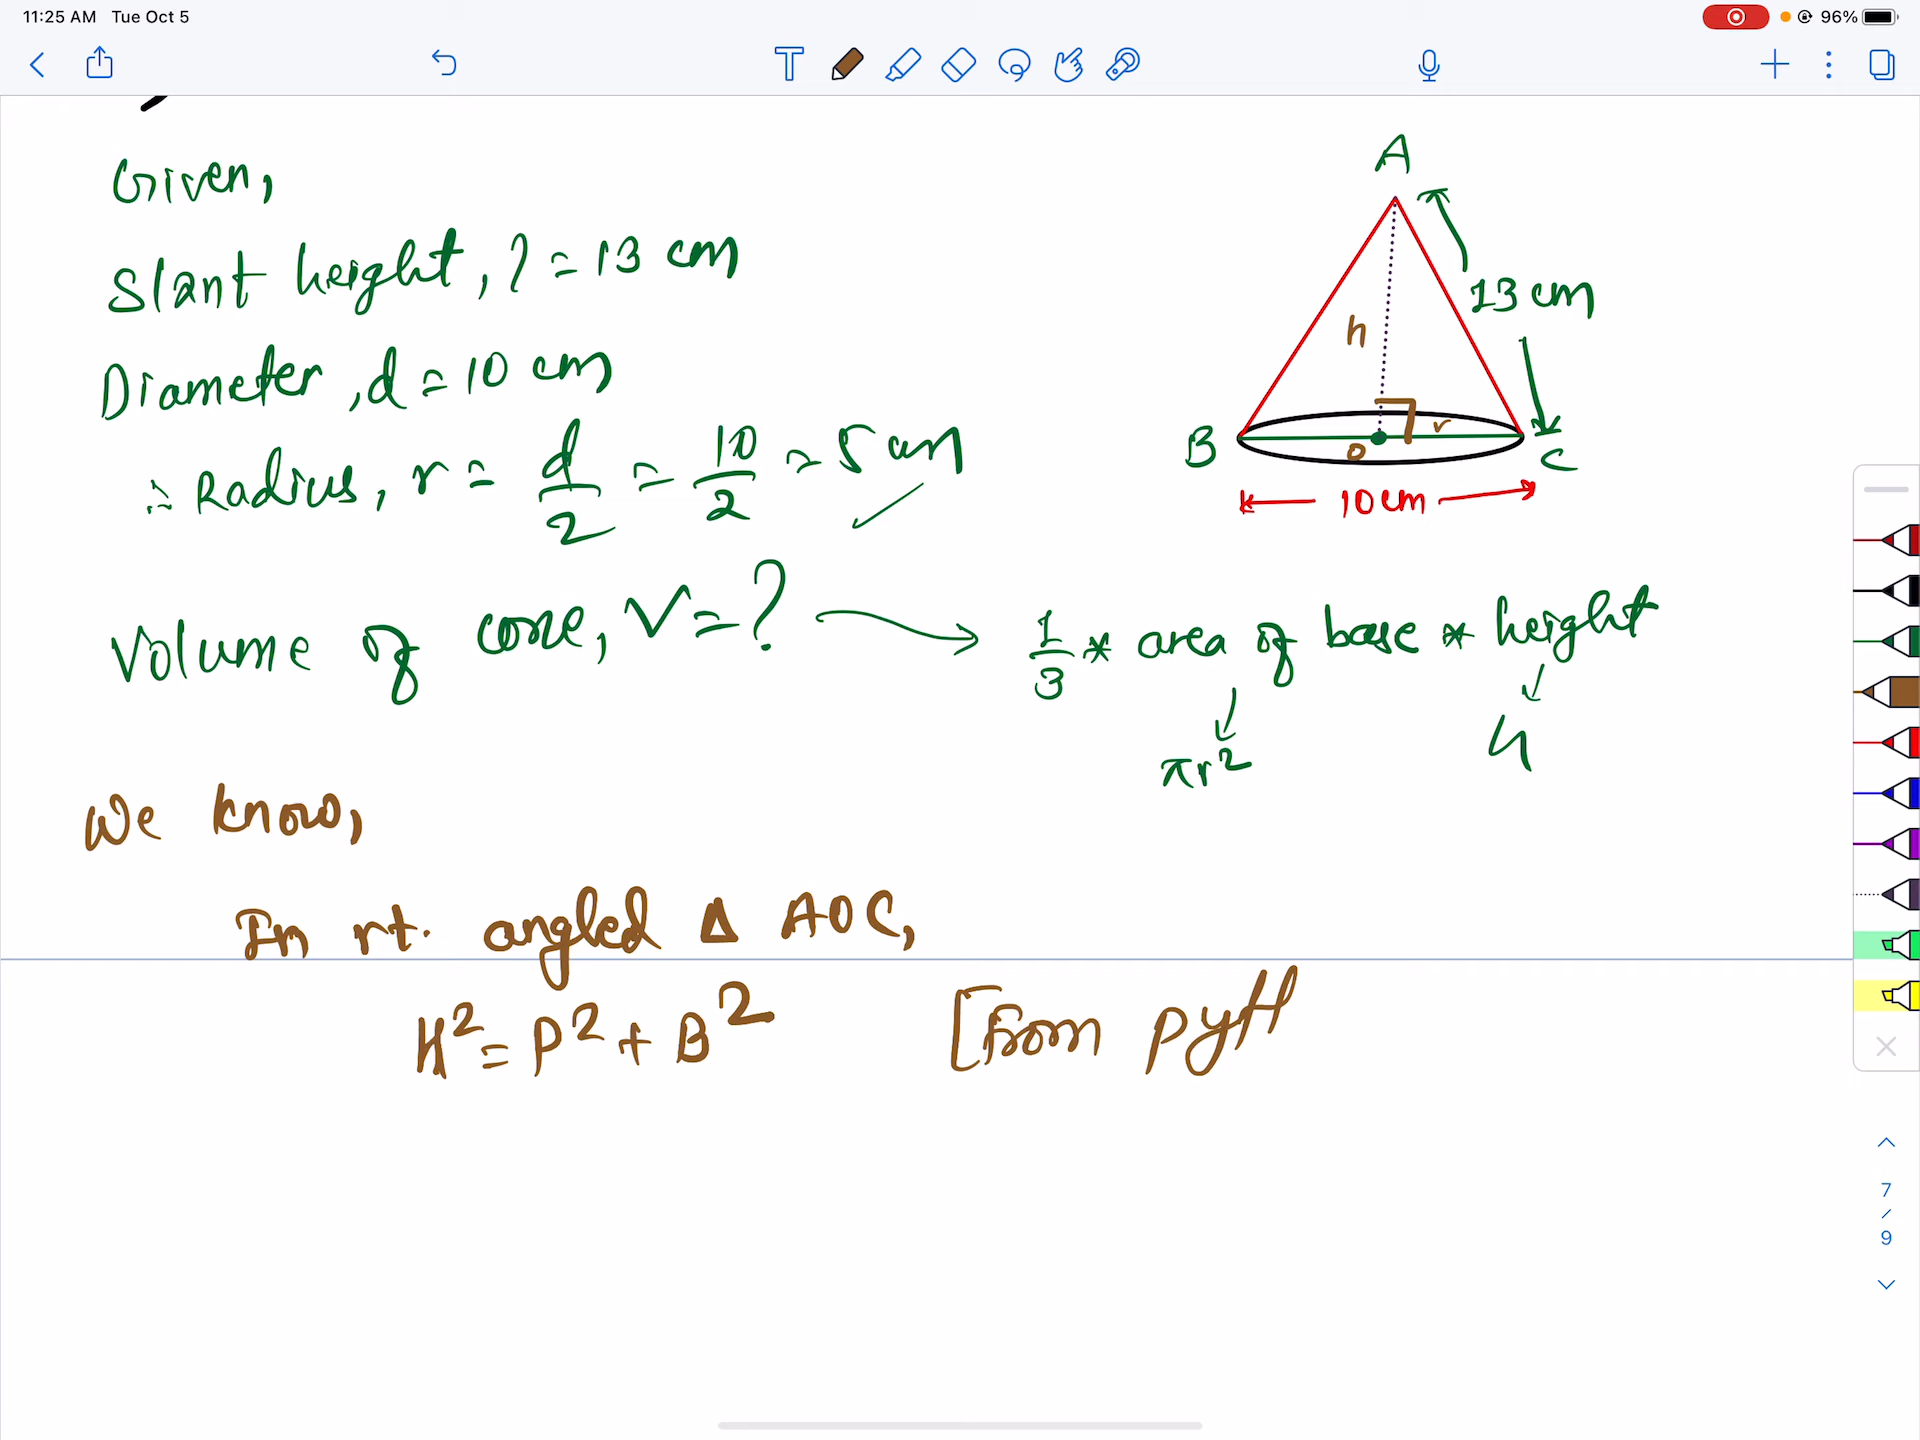 11:25 AM Tue Oct 5
96%
Given,
Slant height, l = 13 cm
Diameter, d = 10 cm
∴ Radius, r = d/2 = 10/2 = 5 cm
Volume of cone, V = ? → 1/3 * area of base * height
πr² h
We know,
In rt. angled Δ AOC,
H² = P² + B² [From pyth
A
13 cm
h
B
O
r
C
10 cm
7
/
9